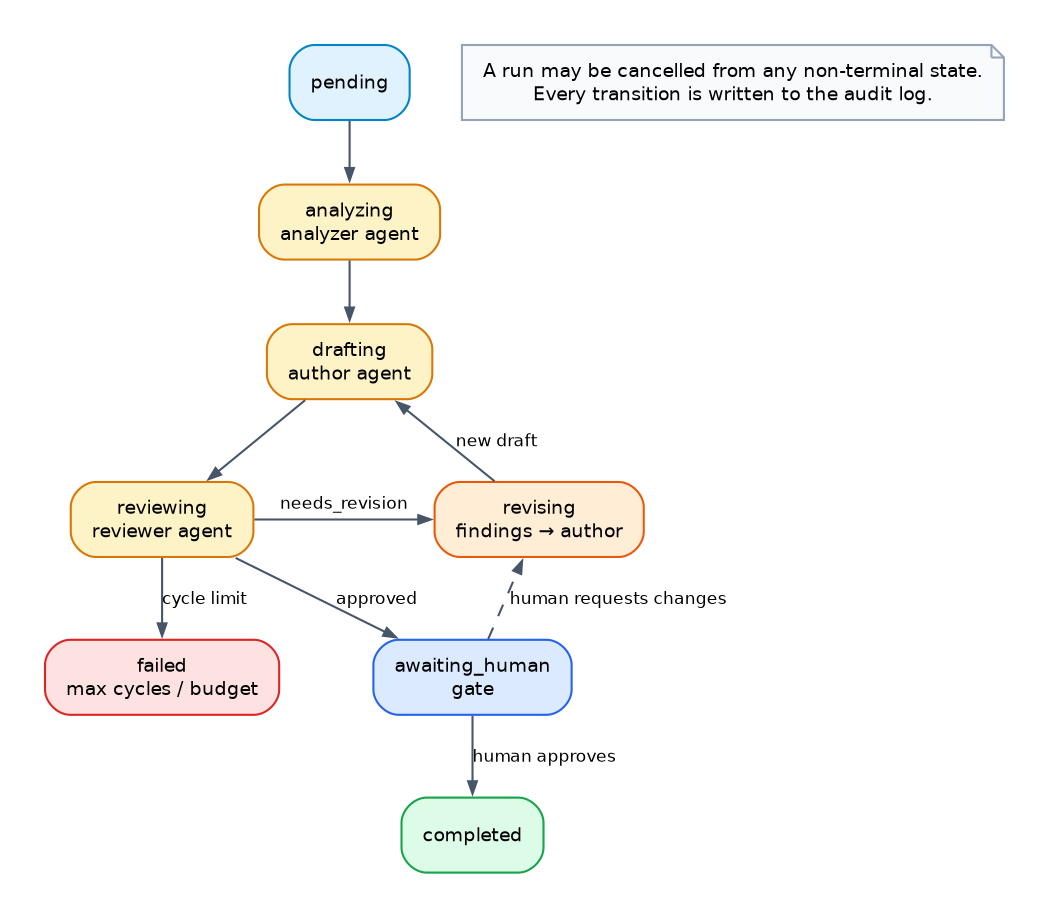 pending
A run may be cancelled from any non-terminal state.
Every transition is written to the audit log.
analyzing
analyzer agent
drafting
author agent
new draft
reviewing
reviewer agent
needs_revision
revising
findings → author
cycle limit
approved
human requests changes
failed
max cycles / budget
awaiting_human
gate
human approves
completed